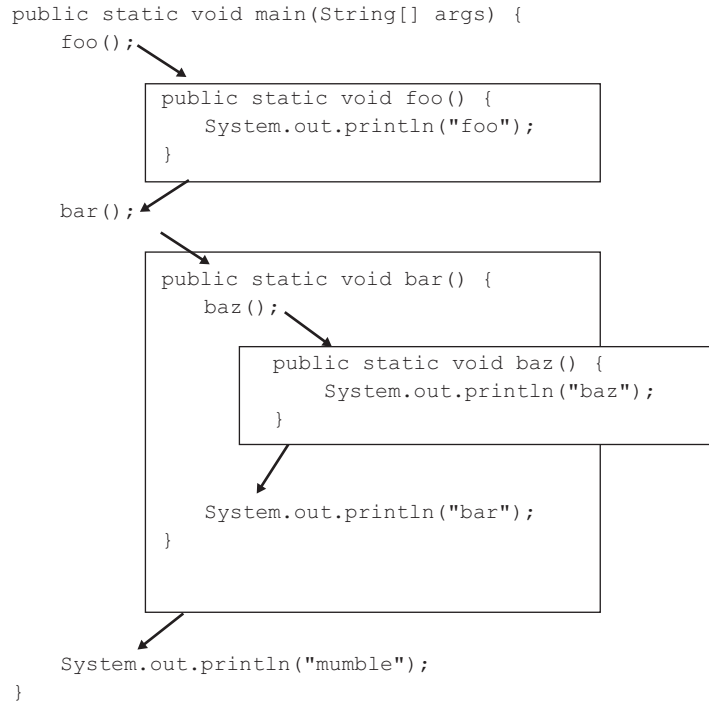 public static void main(String[] args) {
    foo();
public static void foo() {
    System.out.println("foo");
}
bar();
public static void bar() {
    baz();
public static void baz() {
    System.out.println("baz");
}
System.out.println("bar");
}
System.out.println("mumble");
}